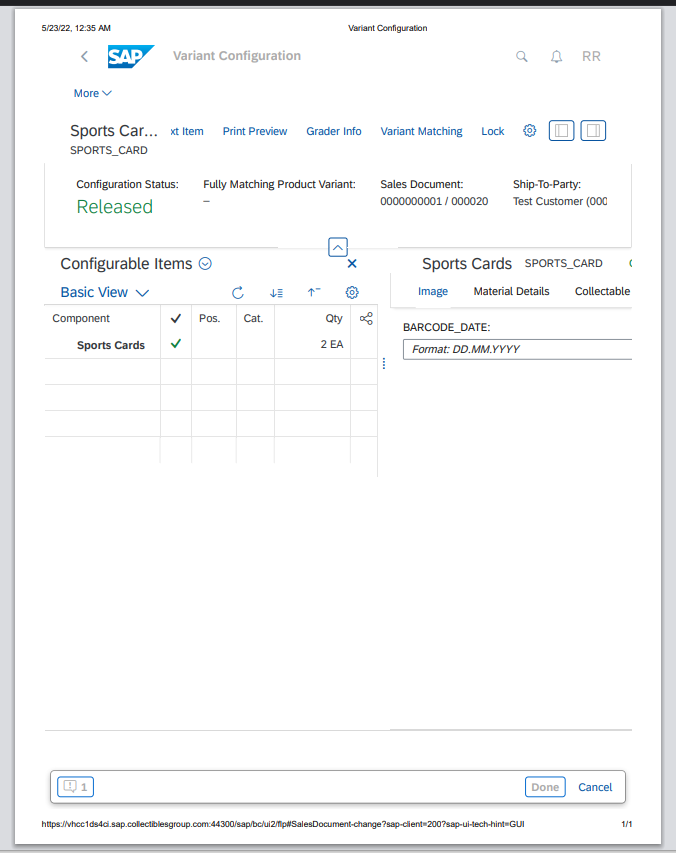 5/23/22, 12:35 AM Variant Configuration
SAP Variant Configuration RR
More
Sports Car... xt Item Print Preview Grader Info Variant Matching Lock
SPORTS_CARD
Configuration Status: Fully Matching Product Variant: Sales Document: Ship-To-Party:
Released – 0000000001 / 000020 Test Customer (000
Configurable Items Sports Cards SPORTS_CARD
Basic View Image Material Details Collectable
Component Pos. Cat. Qty BARCODE_DATE:
Sports Cards 2 EA Format: DD.MM.YYYY
1 Done Cancel
https://vhcc1ds4ci.sap.collectiblesgroup.com:44300/sap/bc/ui2/flp#SalesDocument-change?sap-client=200?sap-ui-tech-hint=GUI 1/1